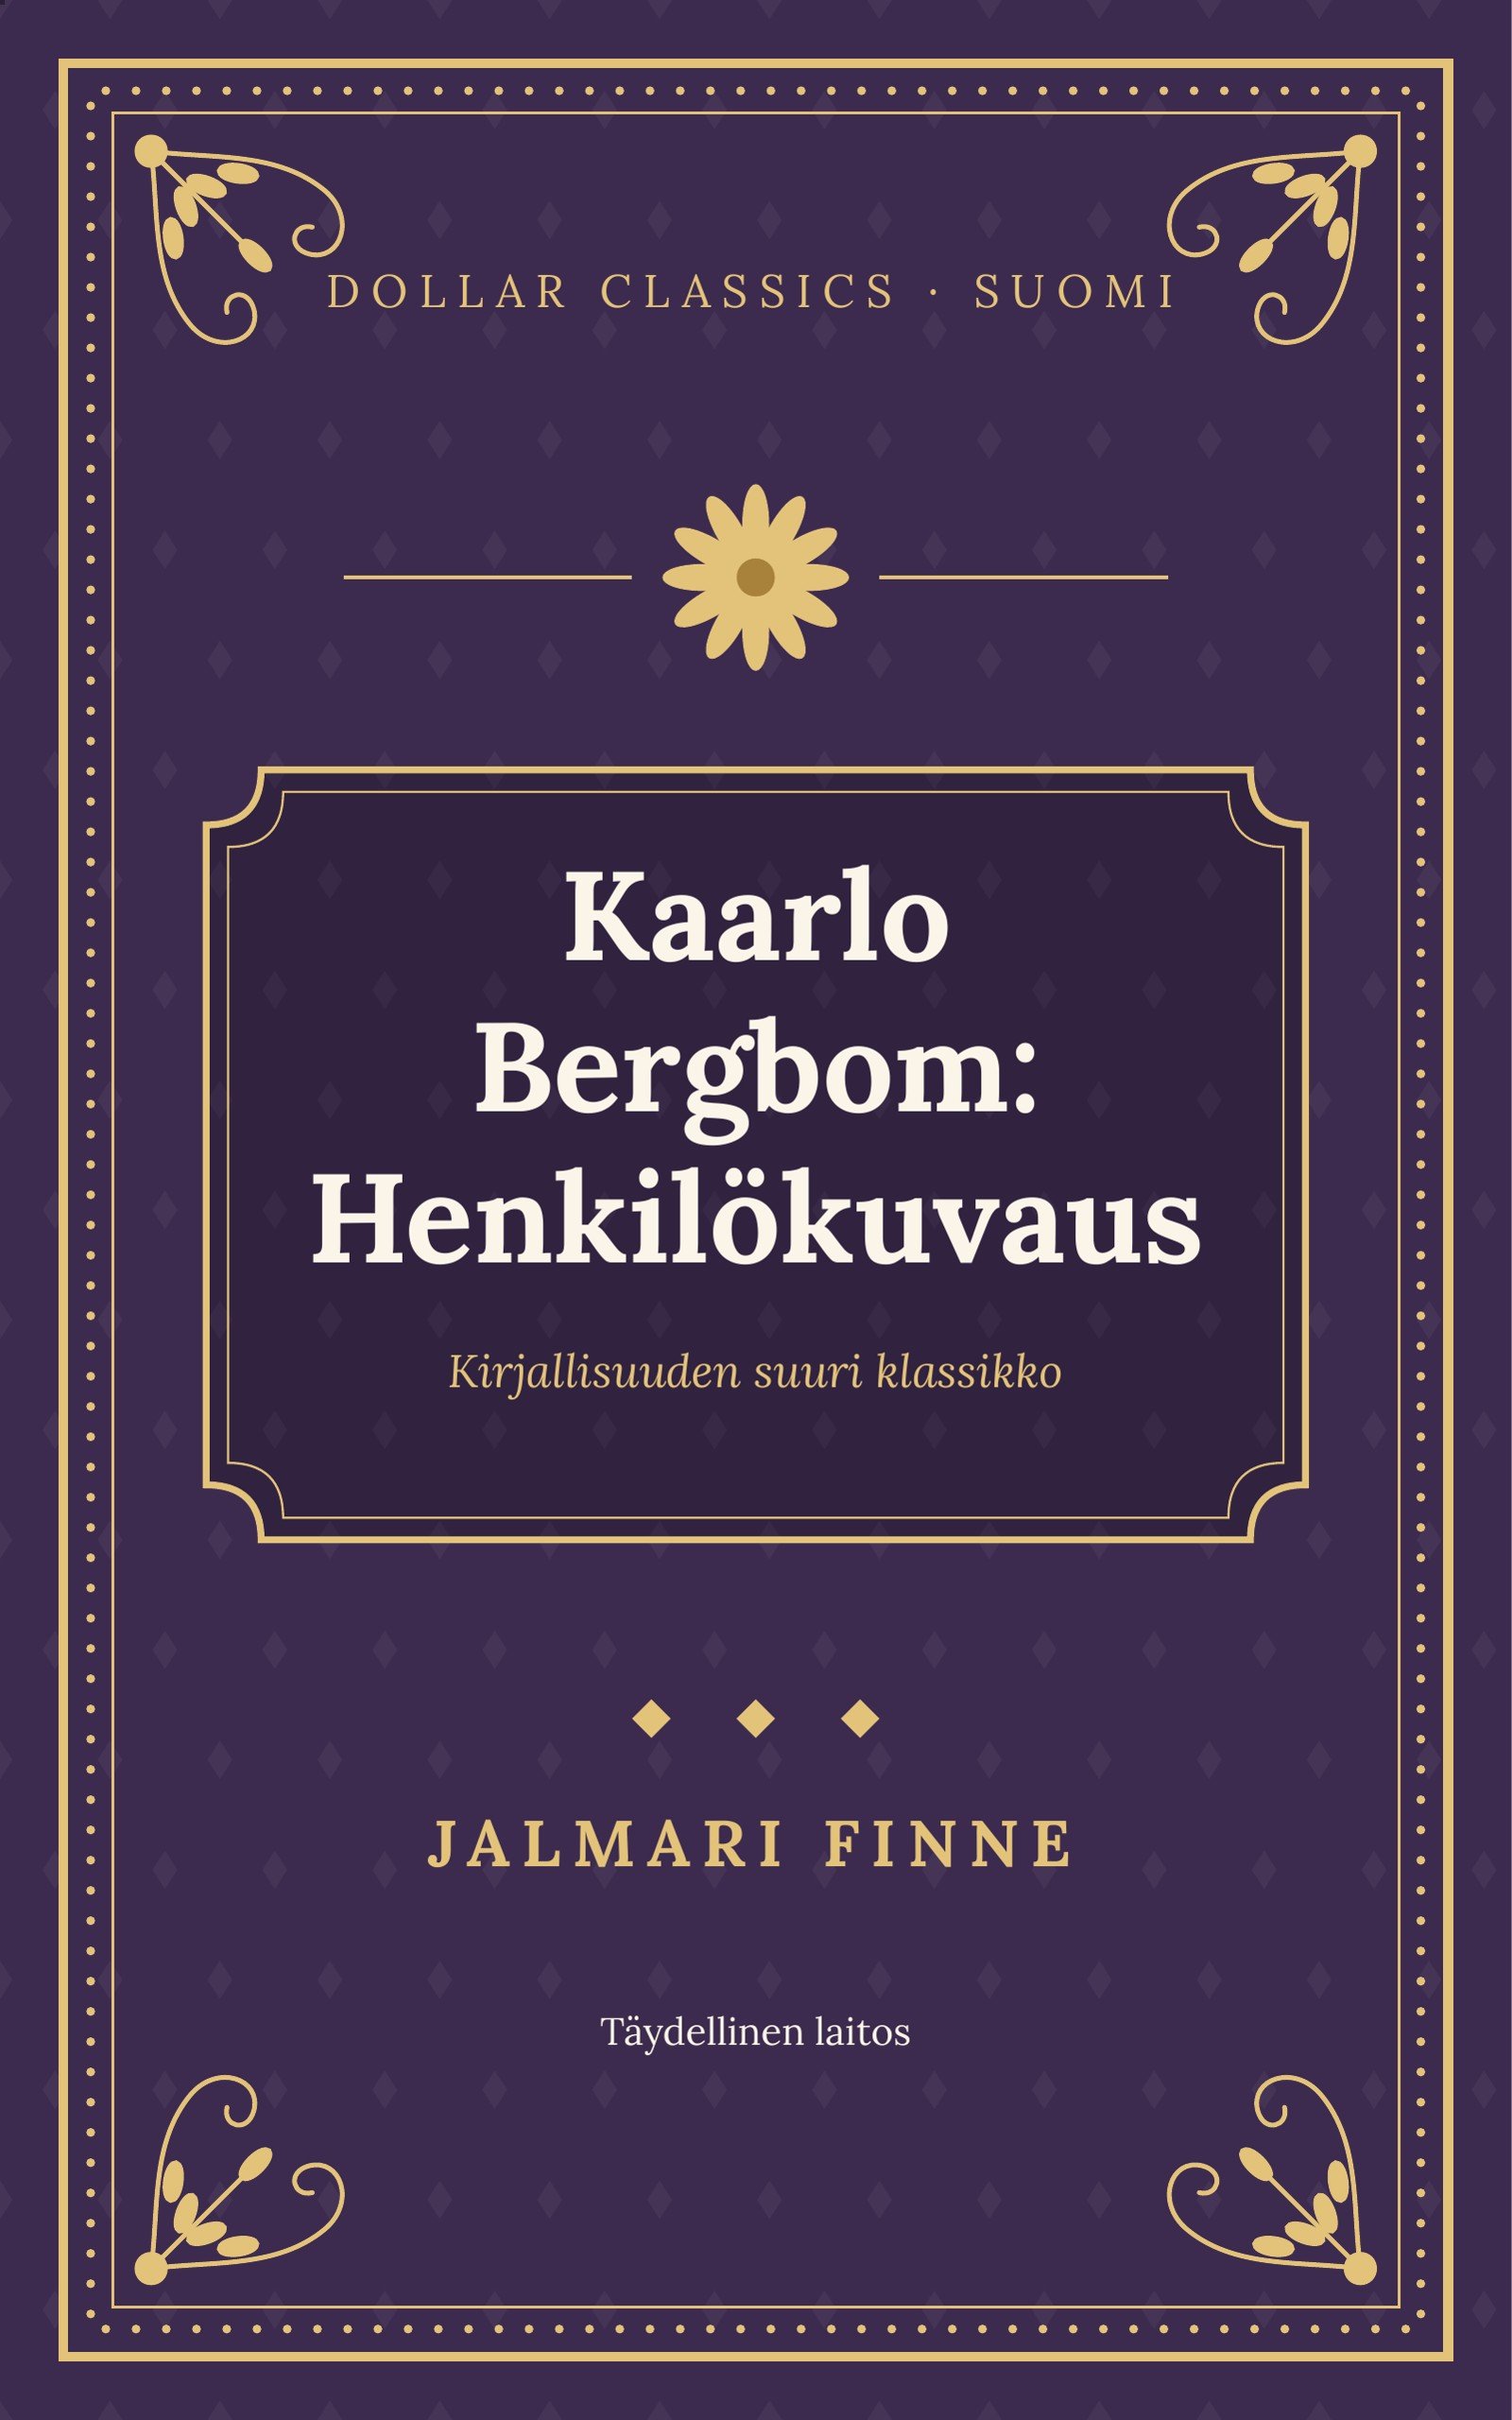 DOLLAR CLASSICS · SUOMI
Kaarlo
Bergbom:
Henkilökuvaus
Kirjallisuuden suuri klassikko
JALMARI FINNE
Täydellinen laitos